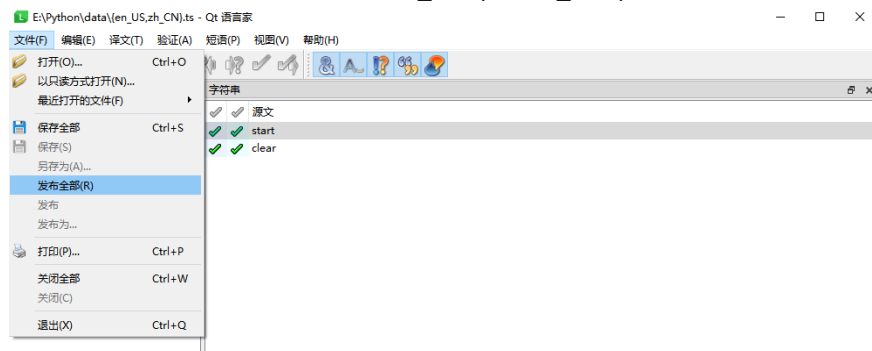 E:\Python\data\{en_US,zh_CN}.ts - Qt 语言家
文件(F) 编辑(E) 译文(T) 验证(A) 短语(P) 视图(V) 帮助(H)
打开(O)... Ctrl+O
以只读方式打开(N)...
最近打开的文件(F)
保存全部 Ctrl+S
保存(S)
另存为(A)...
发布全部(R)
发布
发布为...
打印(P)... Ctrl+P
关闭全部 Ctrl+W
关闭(C)
退出(X) Ctrl+Q
字符串
源文
start
clear